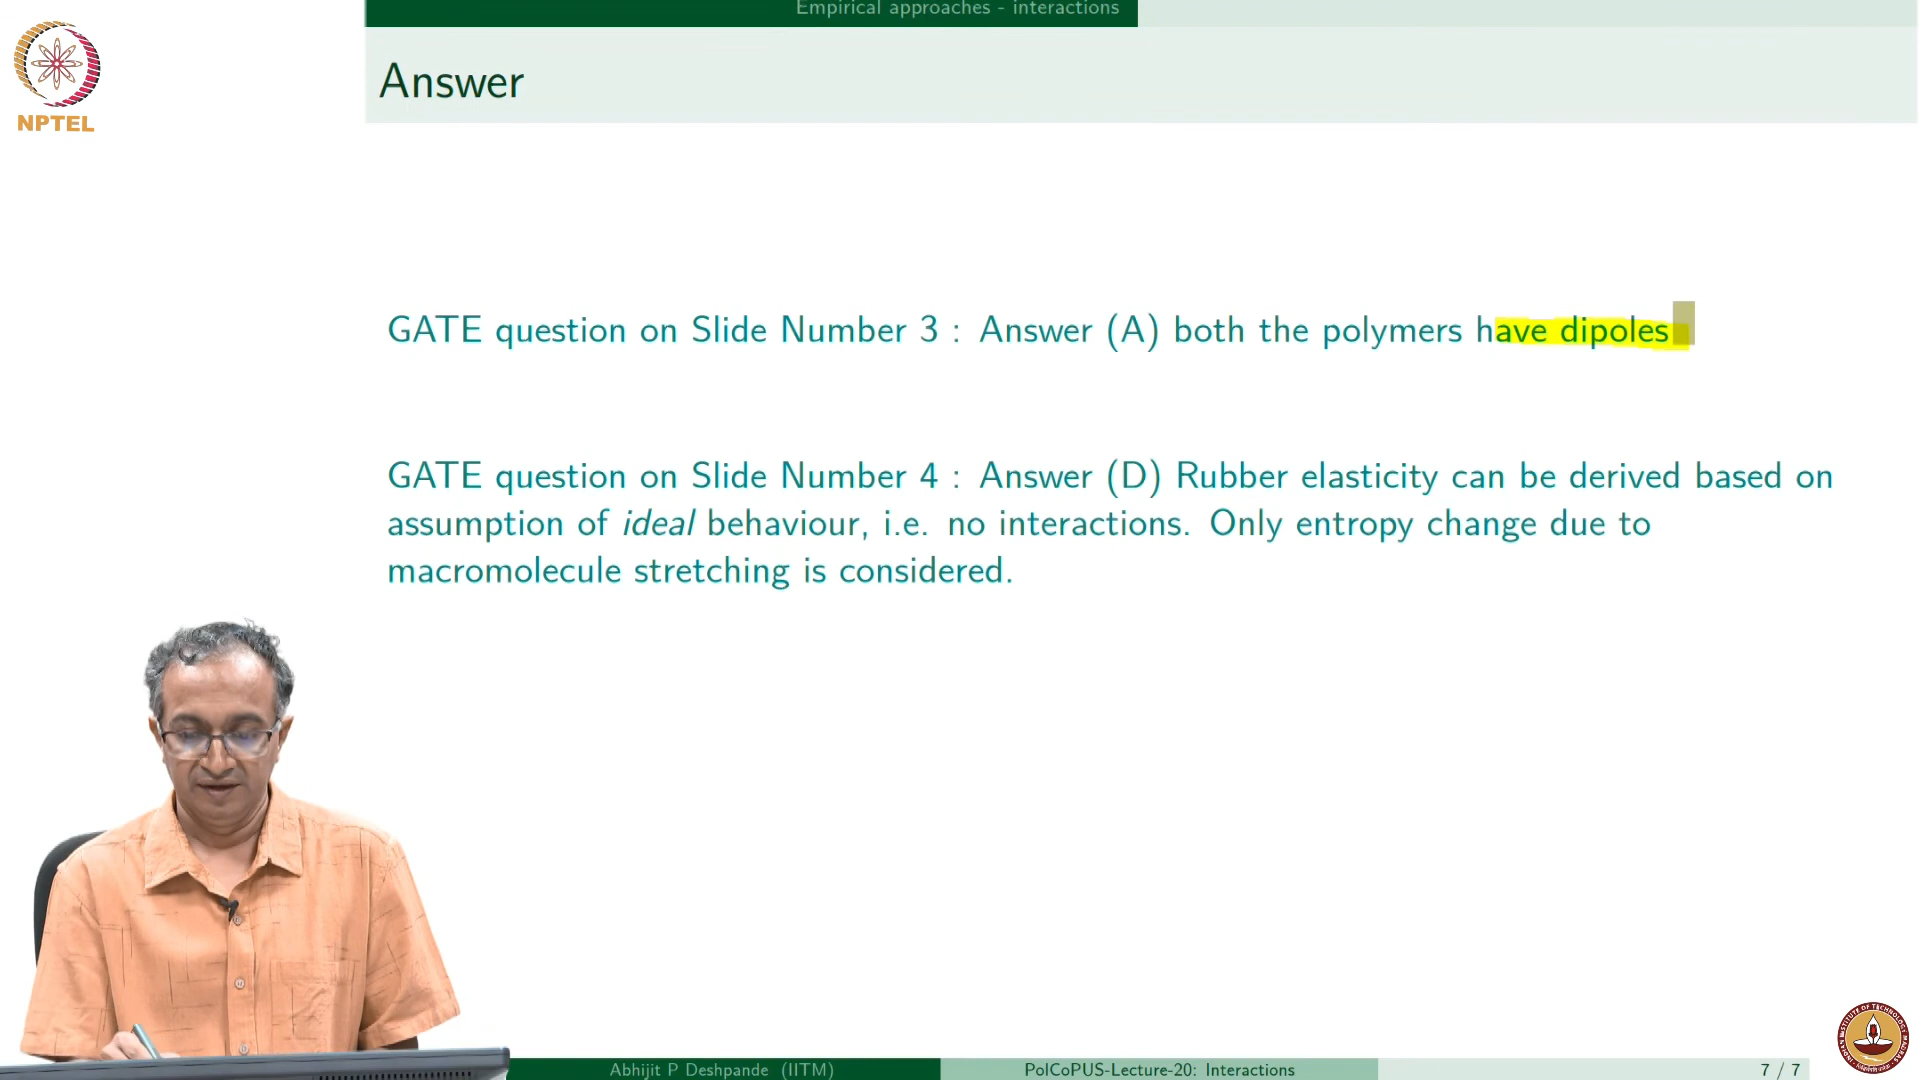 Empirical approaches - interactions
Answer
NPTEL
GATE question on Slide Number 3 : Answer (A) both the polymers have dipoles
GATE question on Slide Number 4 : Answer (D) Rubber elasticity can be derived based on
assumption of ideal behaviour, i.e. no interactions. Only entropy change due to
macromolecule stretching is considered.
Abhijit P Deshpande (IITM)
PolCoPUS-Lecture-20: Interactions
7 / 7